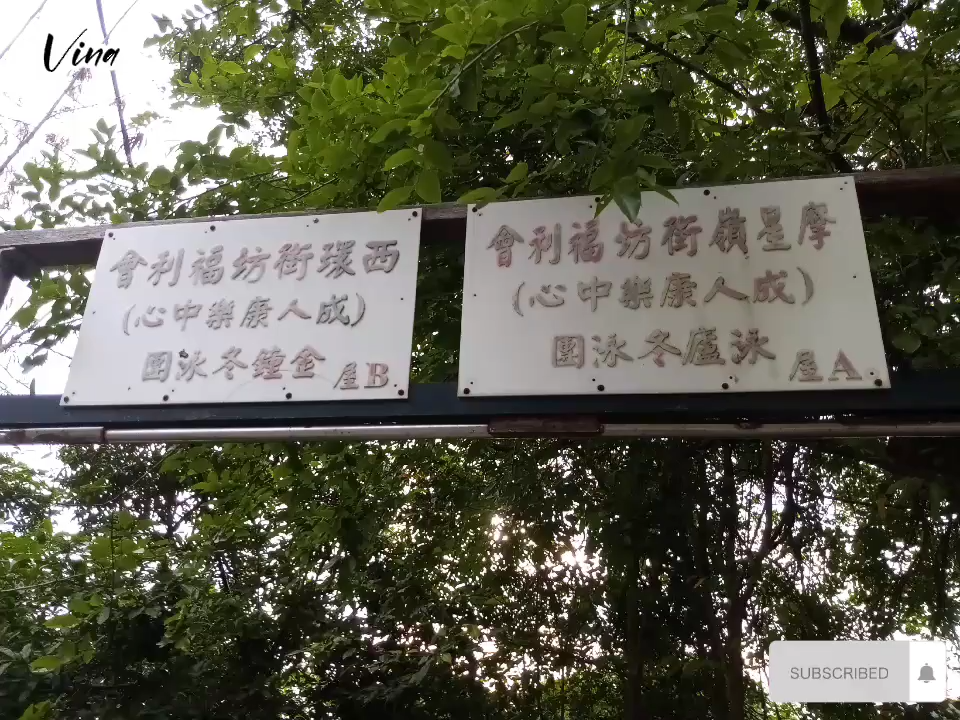 Vina
摩星嶺街坊福利會
(成人康樂中心)
泳廬冬泳團
A屋
西環街坊福利會
(成人康樂中心)
金鐘冬泳團
B屋
SUBSCRIBED